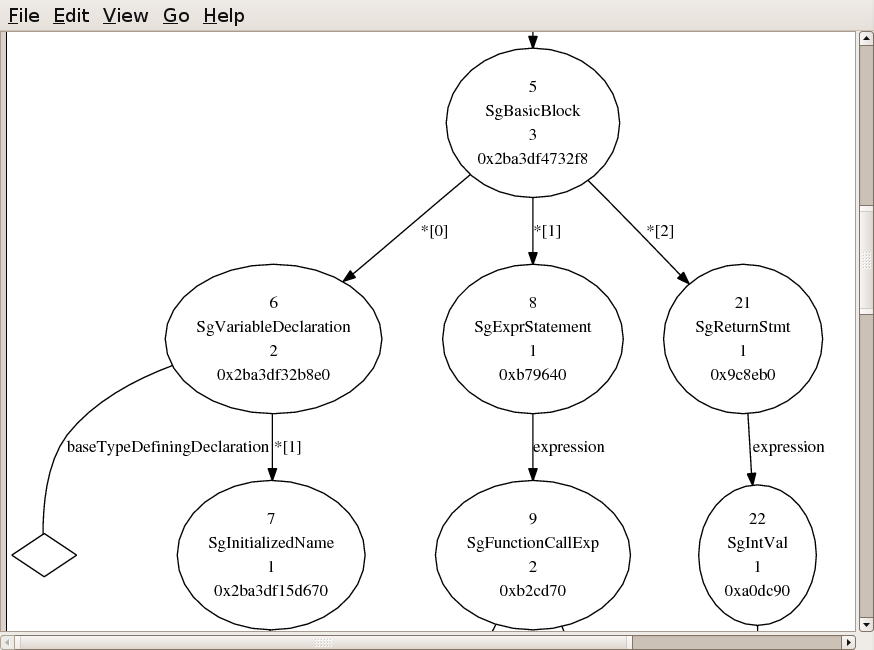 File Edit View Go Help
5
SgBasicBlock
3
0x2ba3df4732f8
*[0]
*[1]
*[2]
6
SgVariableDeclaration
2
0x2ba3df32b8e0
8
SgExprStatement
1
0xb79640
21
SgReturnStmt
1
0x9c8eb0
baseTypeDefiningDeclaration
*[1]
expression
expression
7
SgInitializedName
1
0x2ba3df15d670
9
SgFunctionCallExp
2
0xb2cd70
22
SgIntVal
1
0xa0dc90